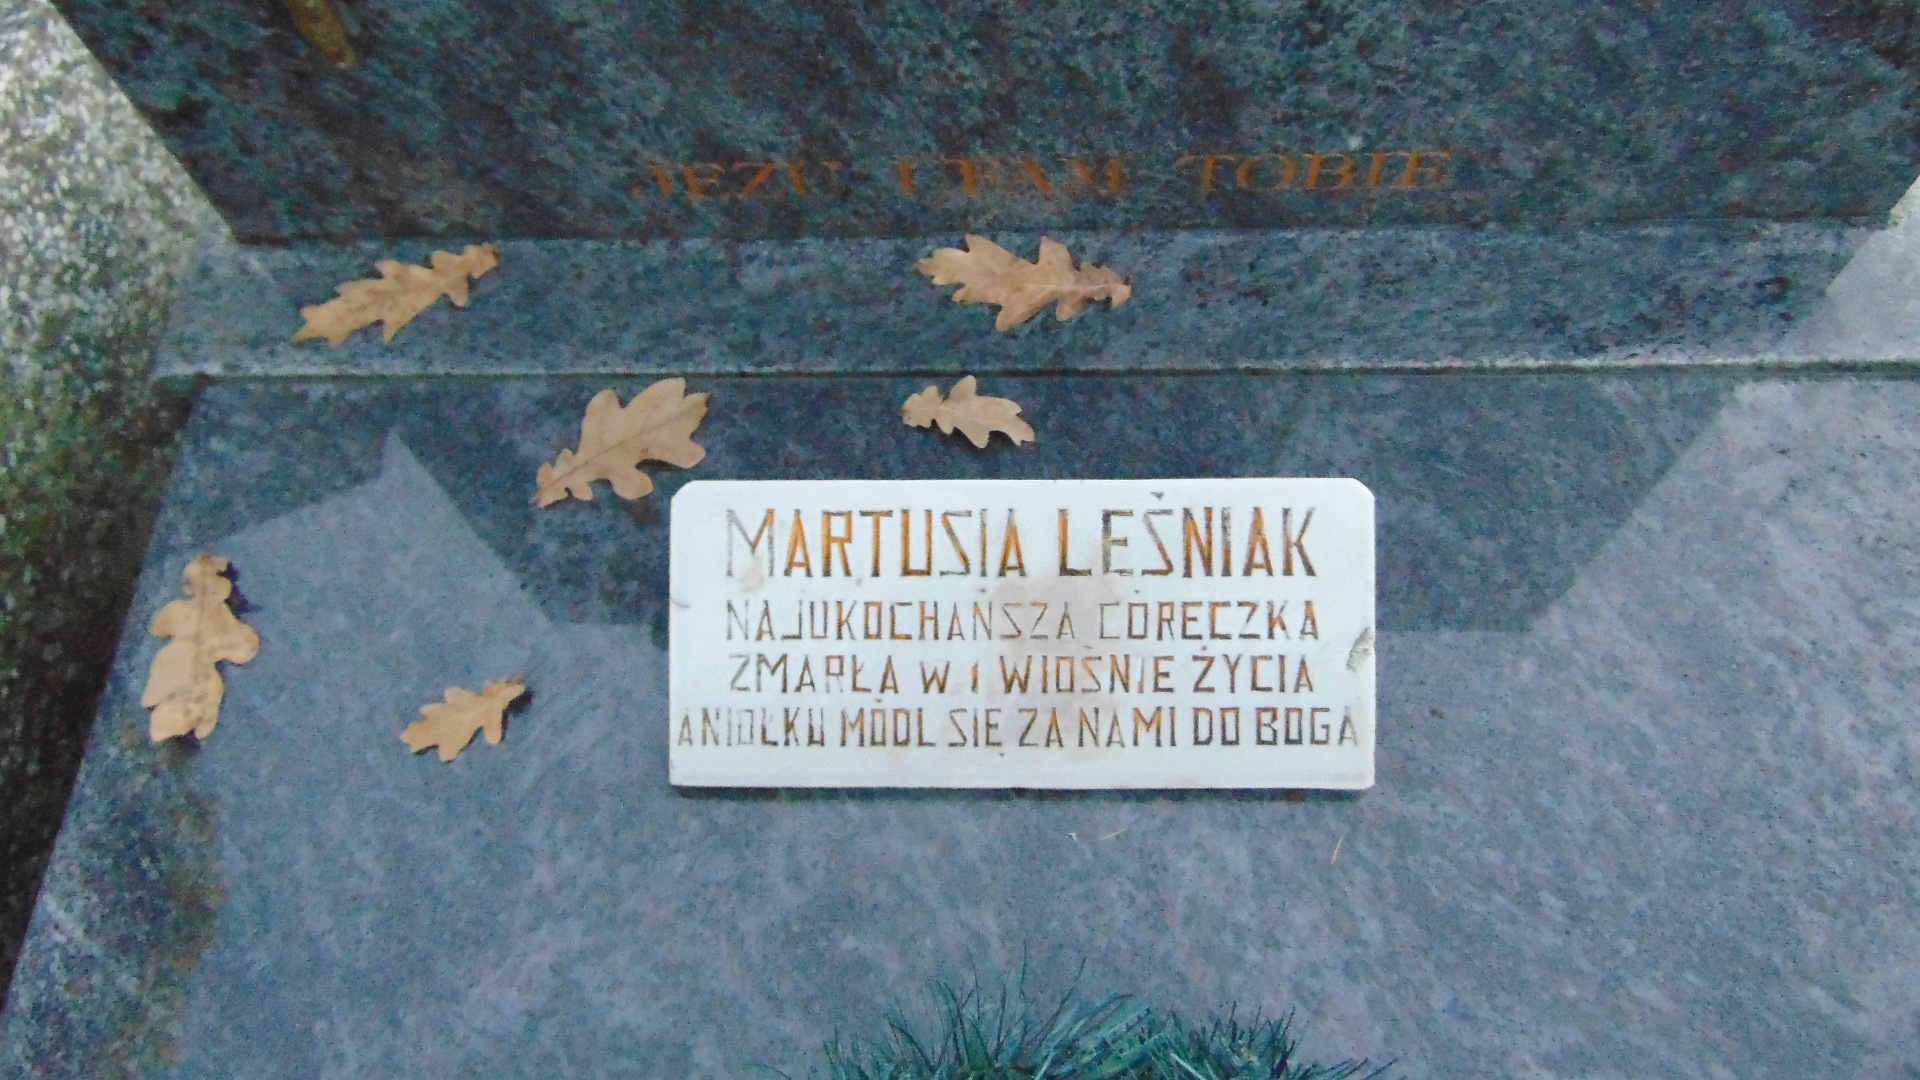 JEZU UFAM TOBIE
MARTUSIA LEŚNIAK
NAJUKOCHAŃSZA CÓRECZKA
ZMARŁA W 1 WIOŚNIE ŻYCIA
ANIOŁKU MÓDL SIĘ ZA NAMI DO BOGA